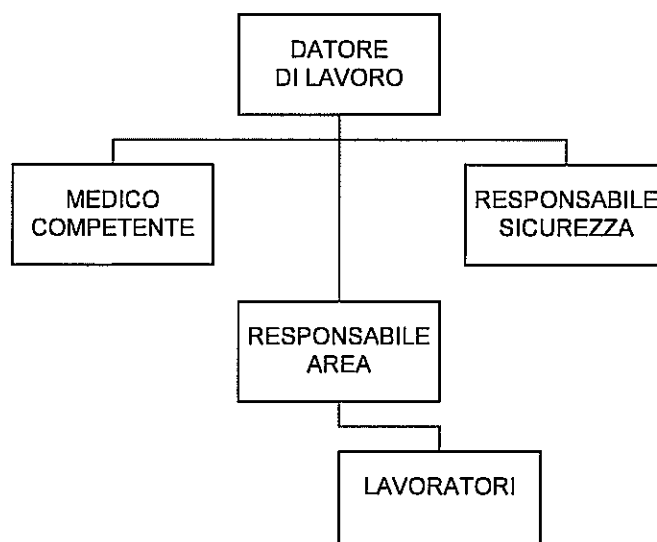 DATORE
DI LAVORO
MEDICO
COMPETENTE
RESPONSABILE
SICUREZZA
RESPONSABILE
AREA
LAVORATORI